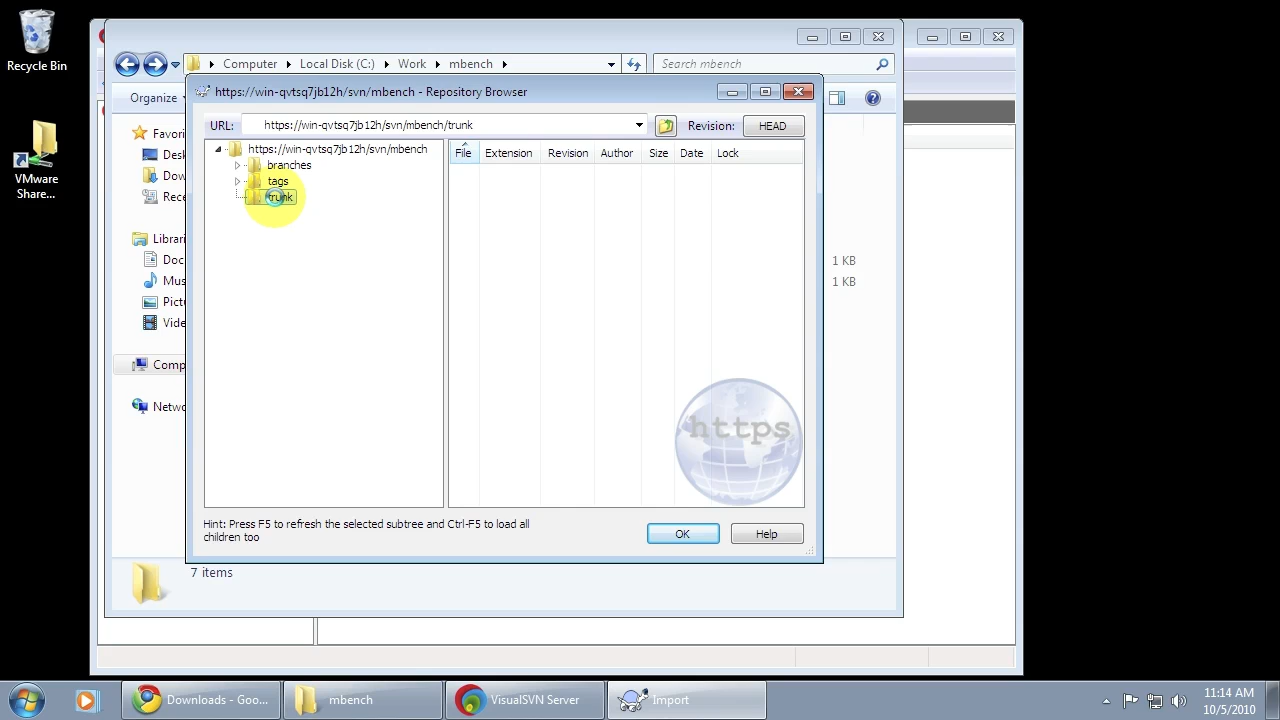 Recycle Bin
VMware
Share...
Computer
Local Disk (C:)
Work
mbench
Search mbench
https://win-qvtsq7jb12h/svn/mbench - Repository Browser
Organize
URL:
https://win-qvtsq7jb12h/svn/mbench/trunk
Revision:
HEAD
Favori
Desk
Dow
Rece
Librari
Doc
Mus
Pictu
Vide
Comp
Netwo
https://win-qvtsq7jb12h/svn/mbench
branches
tags
trunk
File
Extension
Revision
Author
Size
Date
Lock
1 KB
1 KB
https
Hint: Press F5 to refresh the selected subtree and Ctrl-F5 to load all
children too
OK
Help
7 items
Downloads - Goo...
mbench
VisualSVN Server
Import
11:14 AM
10/5/2010